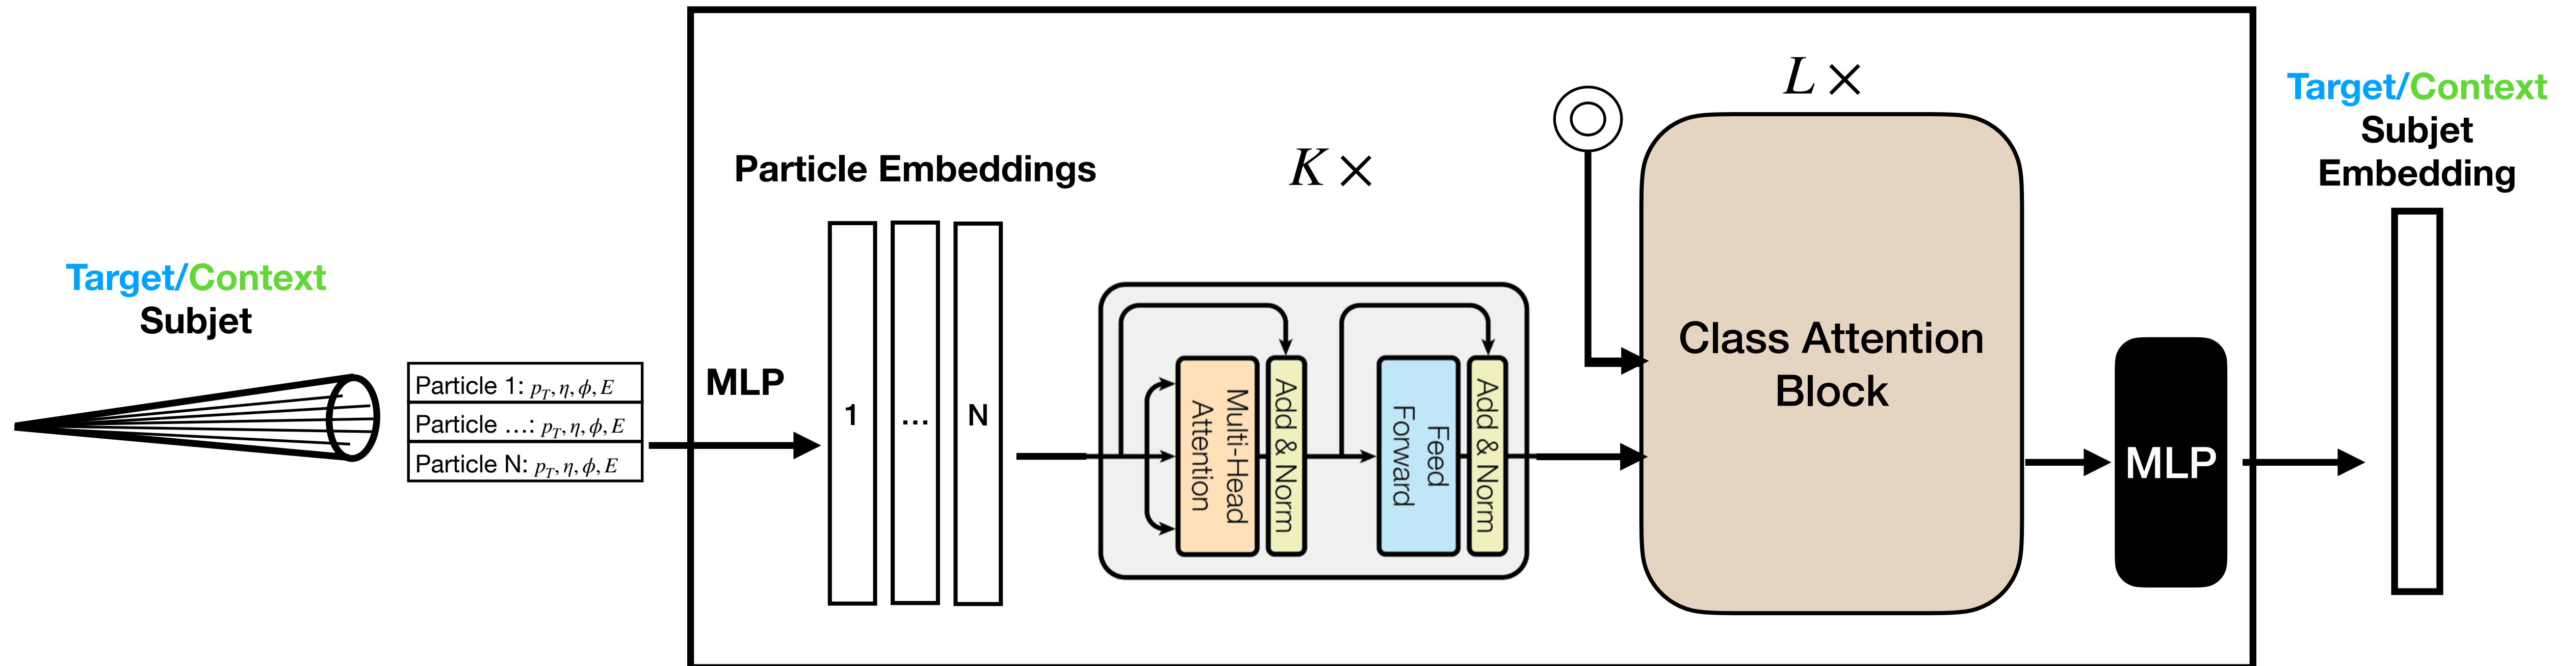 Target/Context
Subjet
Particle 1: p_T, η, ϕ, E
Particle ...: p_T, η, ϕ, E
Particle N: p_T, η, ϕ, E
MLP
Particle Embeddings
1
...
N
K ×
Multi-Head
Attention
Add & Norm
Feed
Forward
Add & Norm
L ×
Class Attention
Block
MLP
Target/Context
Subjet
Embedding